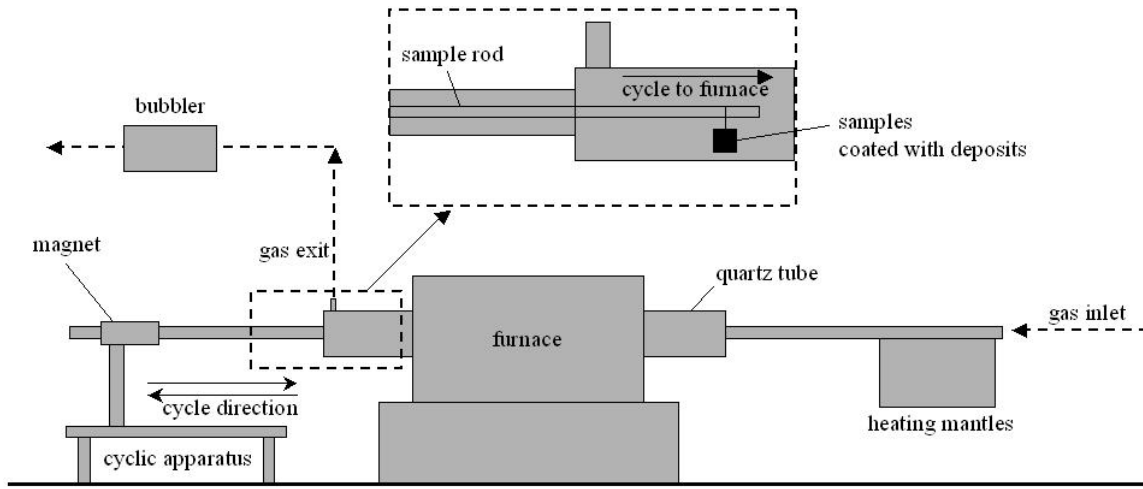 sample rod
cycle to furnace
samples
coated with deposits
bubbler
magnet
gas exit
quartz tube
gas inlet
furnace
cycle direction
cyclic apparatus
heating mantles